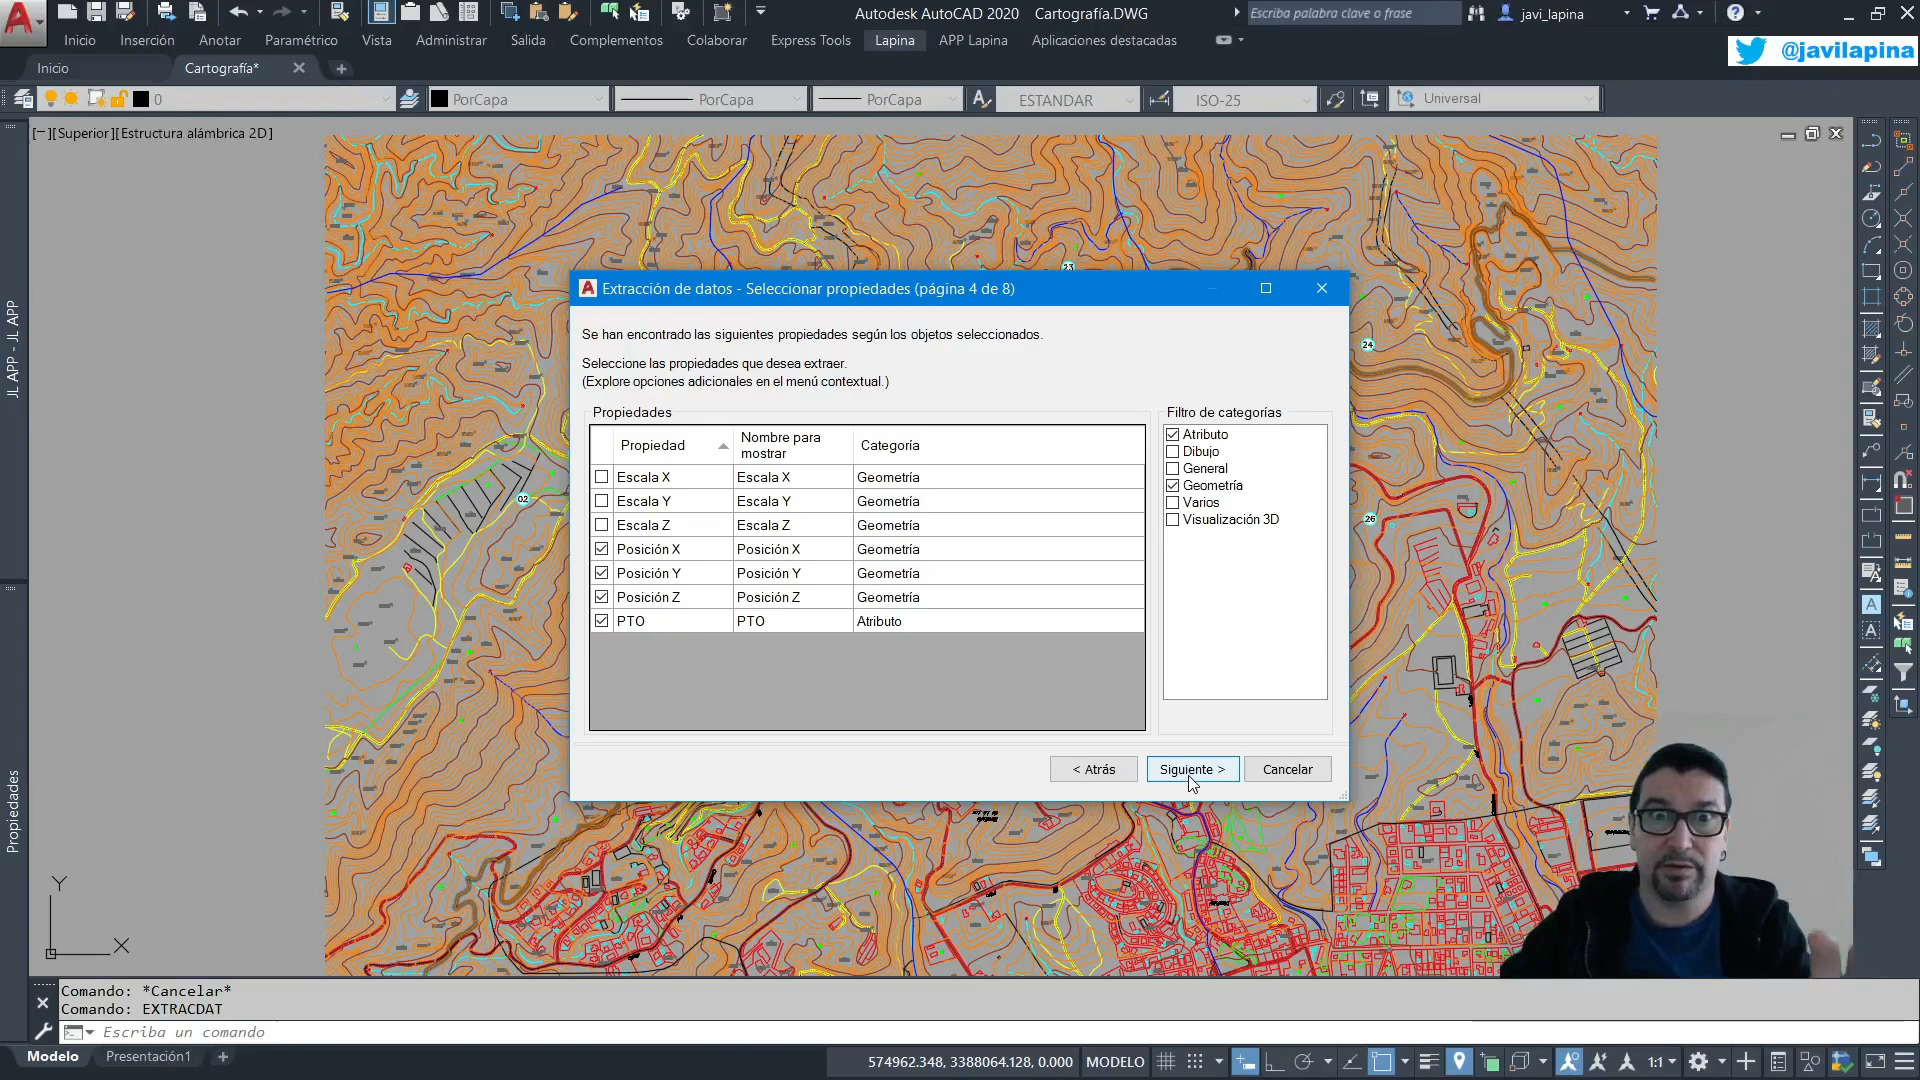 Autodesk AutoCAD 2020 Cartografía.DWG
Escriba palabra clave o frase
javi_lapina
Inicio Inserción Anotar Paramétrico Vista Administrar Salida Complementos Colaborar Express Tools Lapina APP Lapina Aplicaciones destacadas
@javilapina
Inicio Cartografía*
0 PorCapa PorCapa PorCapa ESTANDAR ISO-25 Universal
[−][Superior][Estructura alámbrica 2D]
JL APP - JL APP
Propiedades
23
24
02
26
Extracción de datos - Seleccionar propiedades (página 4 de 8)
Se han encontrado las siguientes propiedades según los objetos seleccionados.
Seleccione las propiedades que desea extraer.
(Explore opciones adicionales en el menú contextual.)
Propiedades
Propiedad Nombre para mostrar Categoría
Escala X Escala X Geometría
Escala Y Escala Y Geometría
Escala Z Escala Z Geometría
Posición X Posición X Geometría
Posición Y Posición Y Geometría
Posición Z Posición Z Geometría
PTO PTO Atributo
Filtro de categorías
Atributo
Dibujo
General
Geometría
Varios
Visualización 3D
< Atrás Siguiente > Cancelar
Y
X
Comando: *Cancelar*
Comando: EXTRACDAT
Escriba un comando
Modelo Presentación1
574962.348, 3388064.128, 0.000 MODELO 1:1